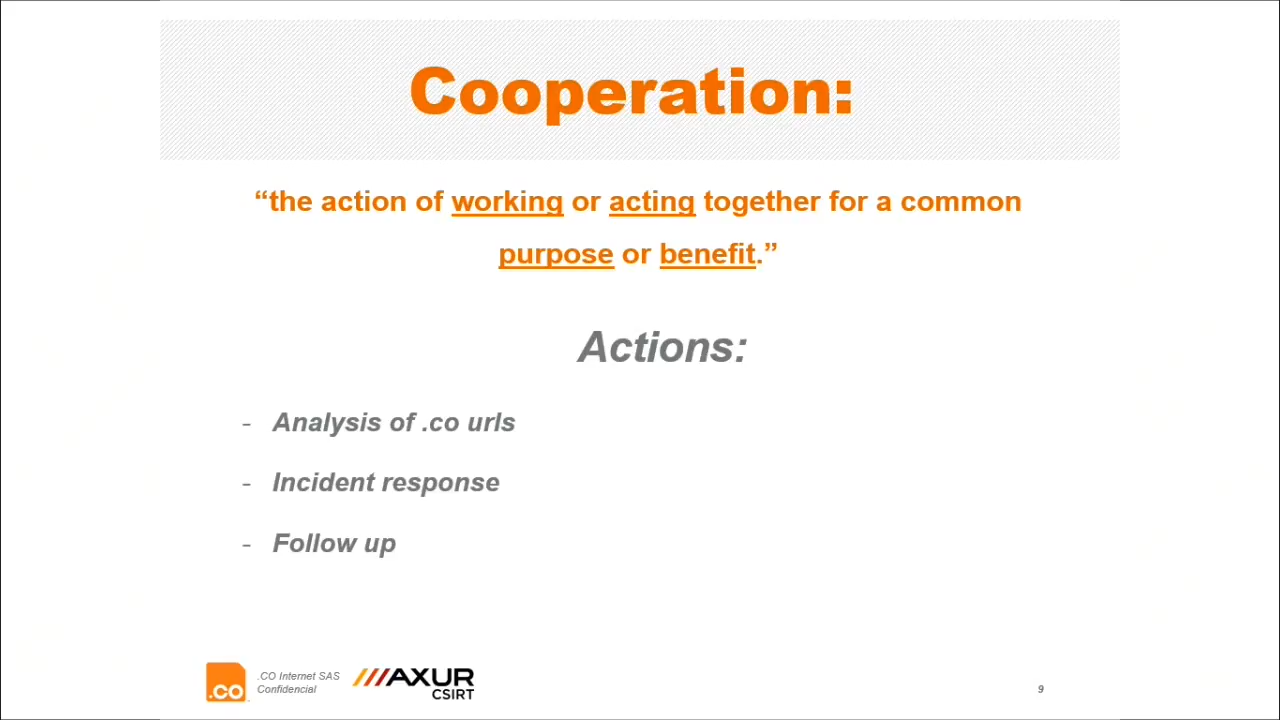 Cooperation:
“the action of working or acting together for a common
purpose or benefit.”
Actions:
- Analysis of .co urls
- Incident response
- Follow up
.co
.CO Internet SAS
Confidencial
AXUR
CSIRT
9